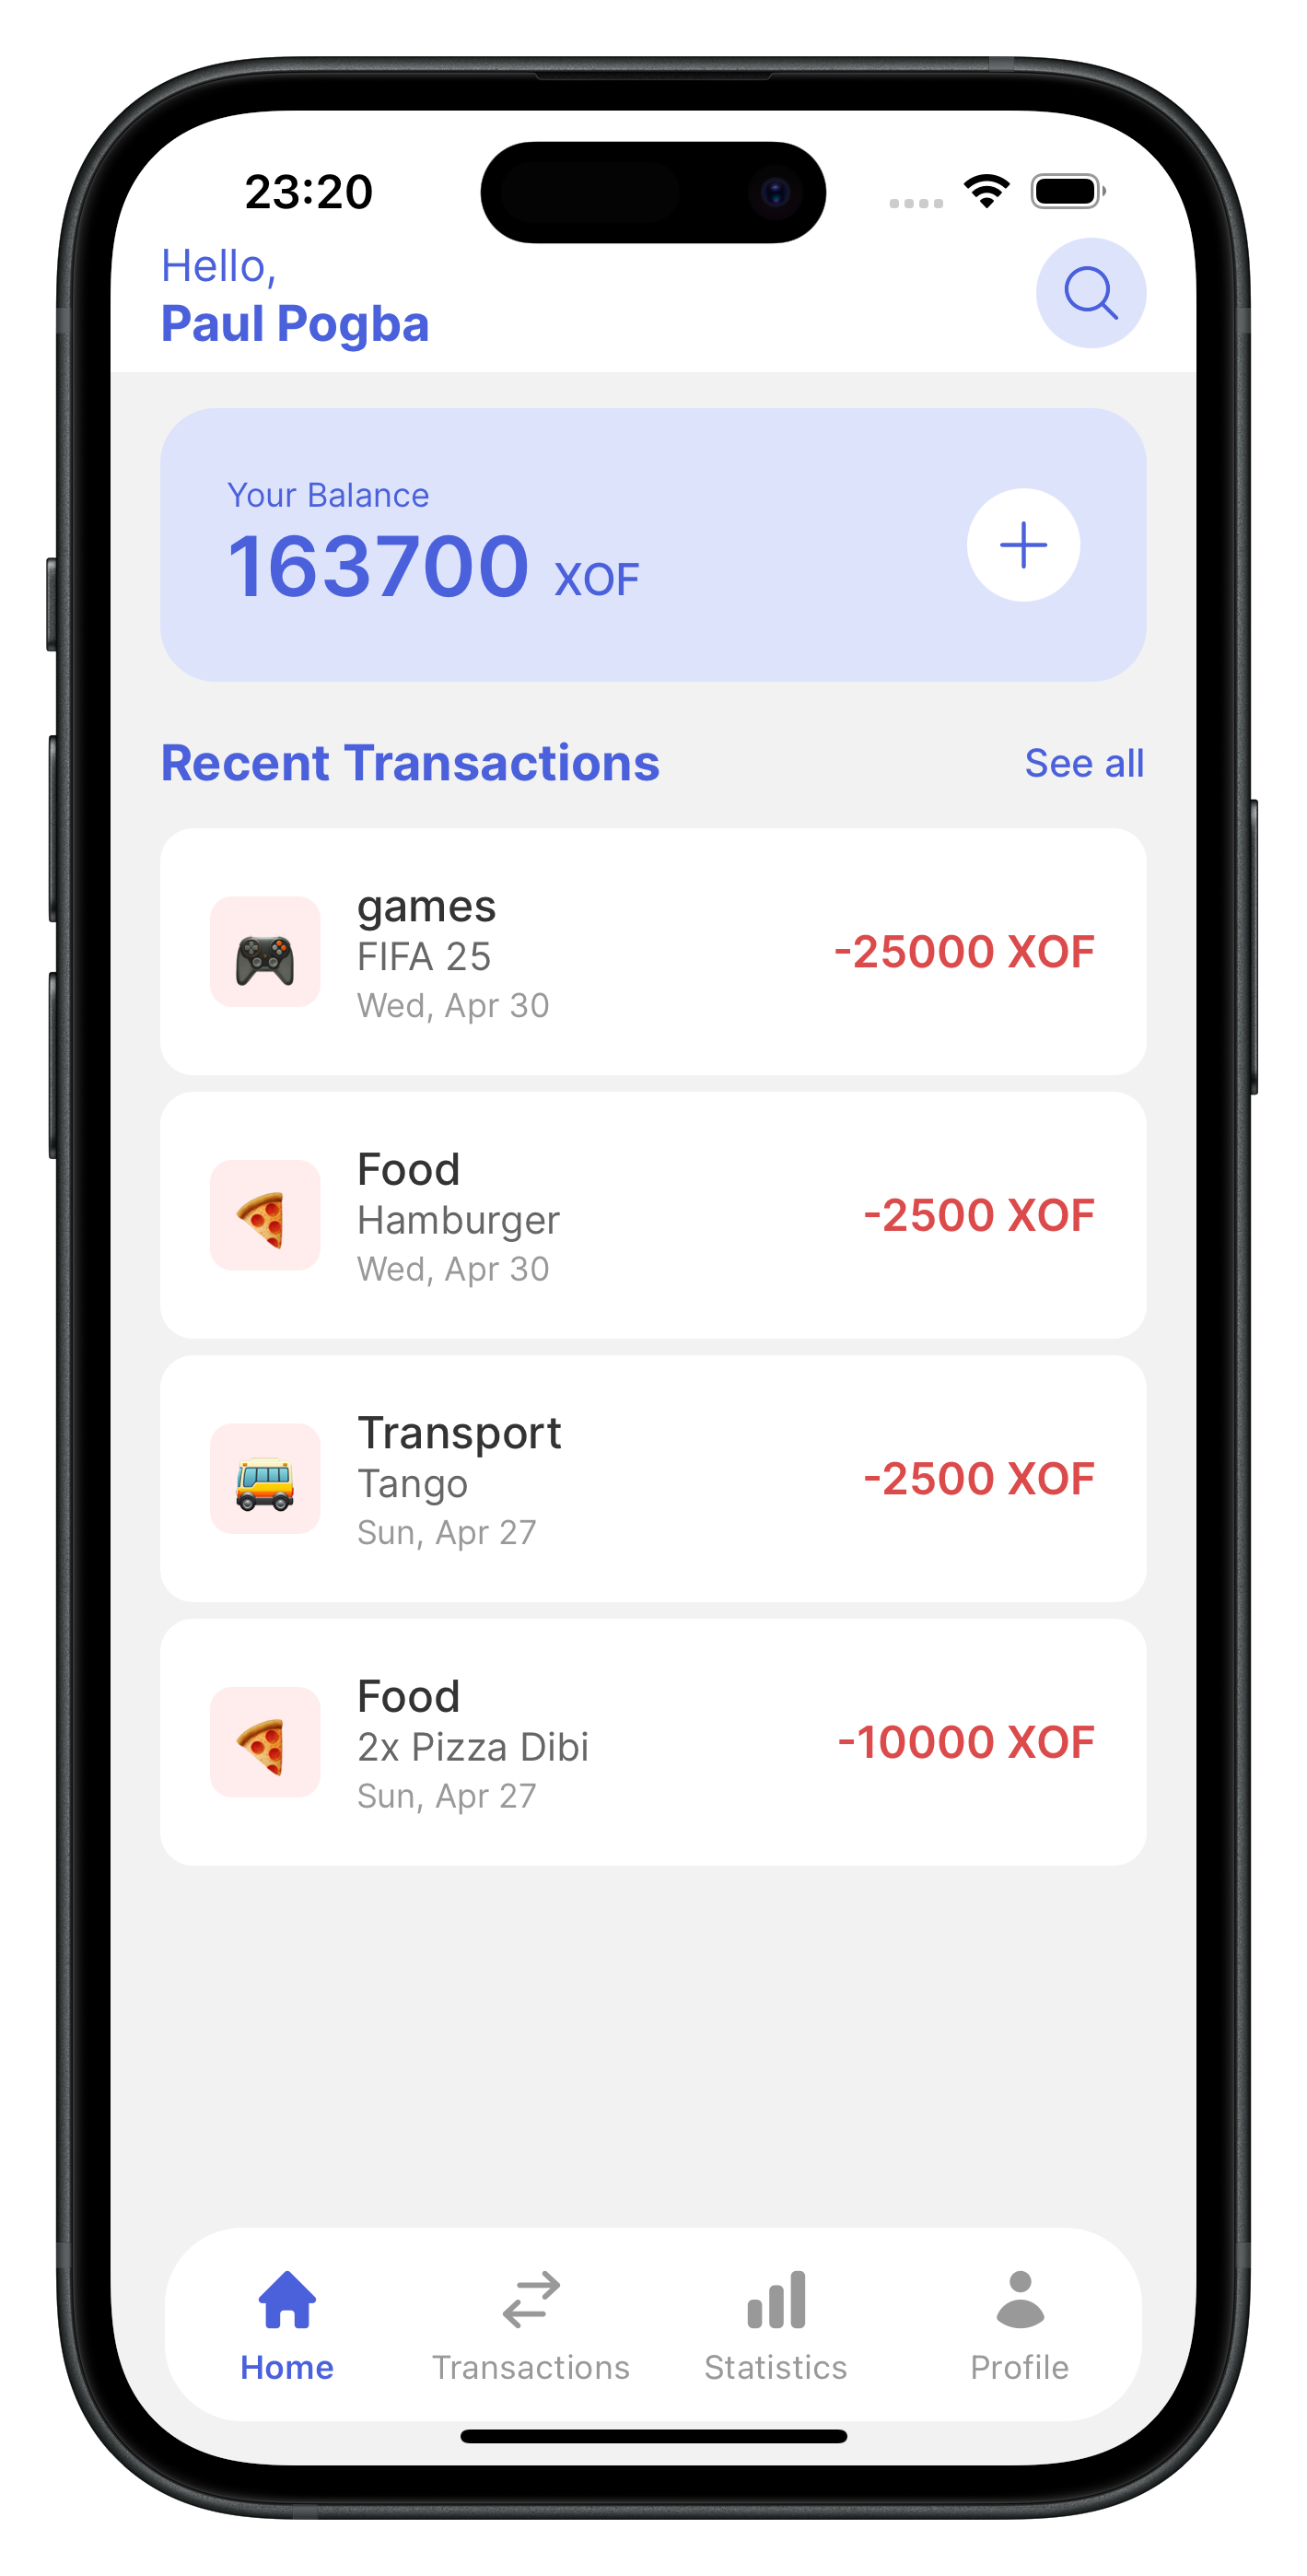 23:20
Hello,
Paul Pogba
Your Balance
163700 XOF
Recent Transactions
See all
games
FIFA 25
Wed, Apr 30
-25000 XOF
Food
Hamburger
Wed, Apr 30
-2500 XOF
Transport
Tango
Sun, Apr 27
-2500 XOF
Food
2x Pizza Dibi
Sun, Apr 27
-10000 XOF
Home
Transactions
Statistics
Profile